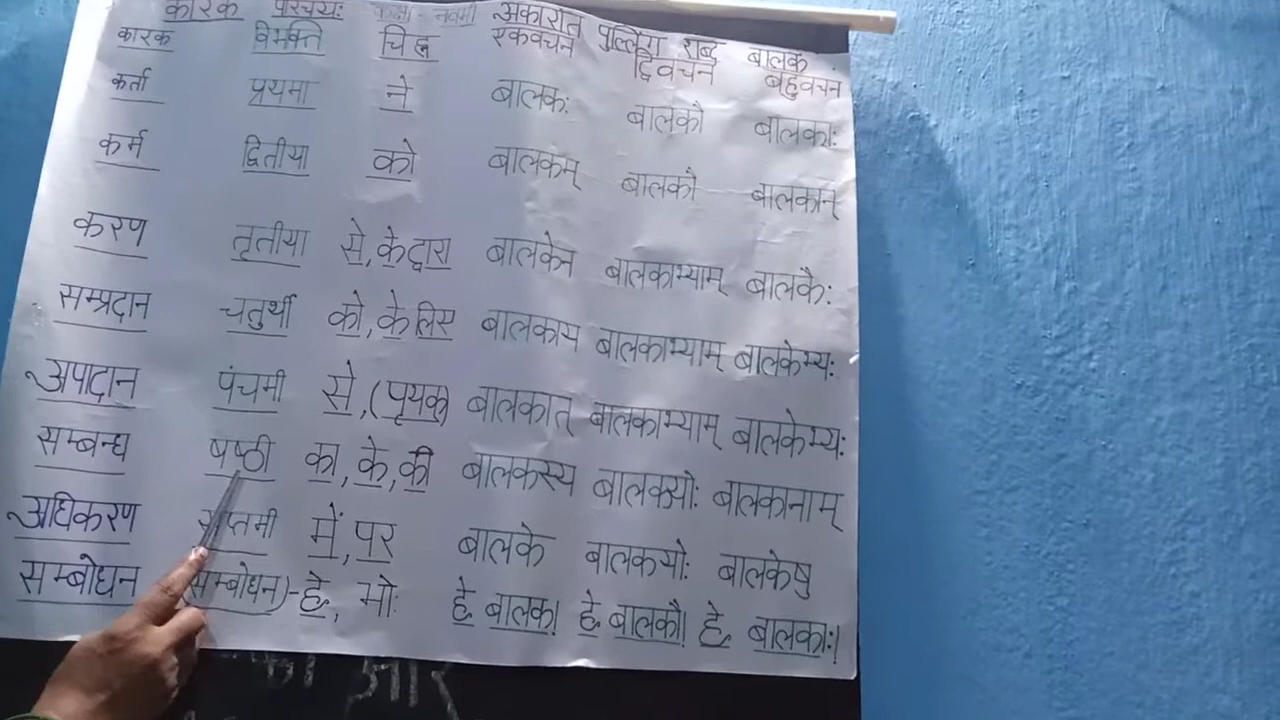 कारक परिचयः कक्षा - नवमी अकारांत पुल्लिंग शब्द बालक
कारक विभक्ति चिह्न एकवचन द्विवचन बहुवचन
कर्ता प्रथमा ने बालकः बालकौ बालकाः
कर्म द्वितीया को बालकम् बालकौ बालकान्
करण तृतीया से, के द्वारा बालकेन बालकाभ्याम् बालकैः
सम्प्रदान चतुर्थी को, के लिए बालकाय बालकाभ्याम् बालकेभ्यः
अपादान पंचमी से, (पृथक) बालकात् बालकाभ्याम् बालकेभ्यः
सम्बन्ध षष्ठी का, के, की बालकस्य बालकयोः बालकानाम्
अधिकरण सप्तमी में, पर बालके बालकयोः बालकेषु
सम्बोधन (सम्बोधन) - हे, भोः हे बालक! हे बालकौ! हे बालकाः!